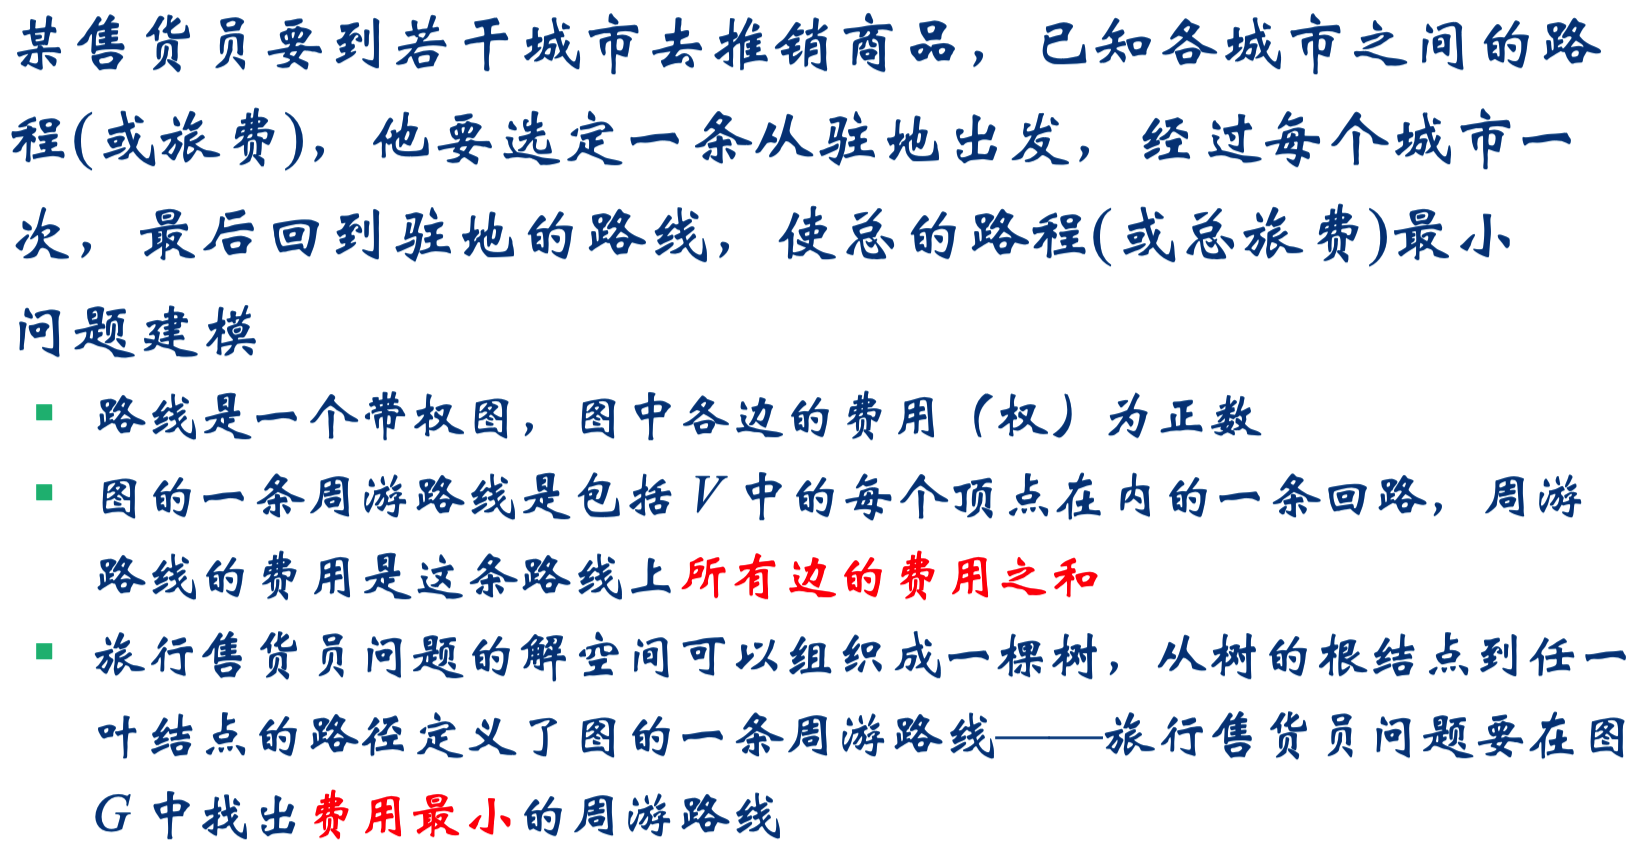 某售货员要到若干城市去推销商品，已知各城市之间的路
程(或旅费)，他要选定一条从驻地出发，经过每个城市一
次，最后回到驻地的路线，使总的路程(或总旅费)最小
问题建模
▪ 路线是一个带权图，图中各边的费用（权）为正数
▪ 图的一条周游路线是包括 V 中的每个顶点在内的一条回路，周游
路线的费用是这条路线上所有边的费用之和
▪ 旅行售货员问题的解空间可以组织成一棵树，从树的根结点到任一
叶结点的路径定义了图的一条周游路线——旅行售货员问题要在图
G 中找出费用最小的周游路线